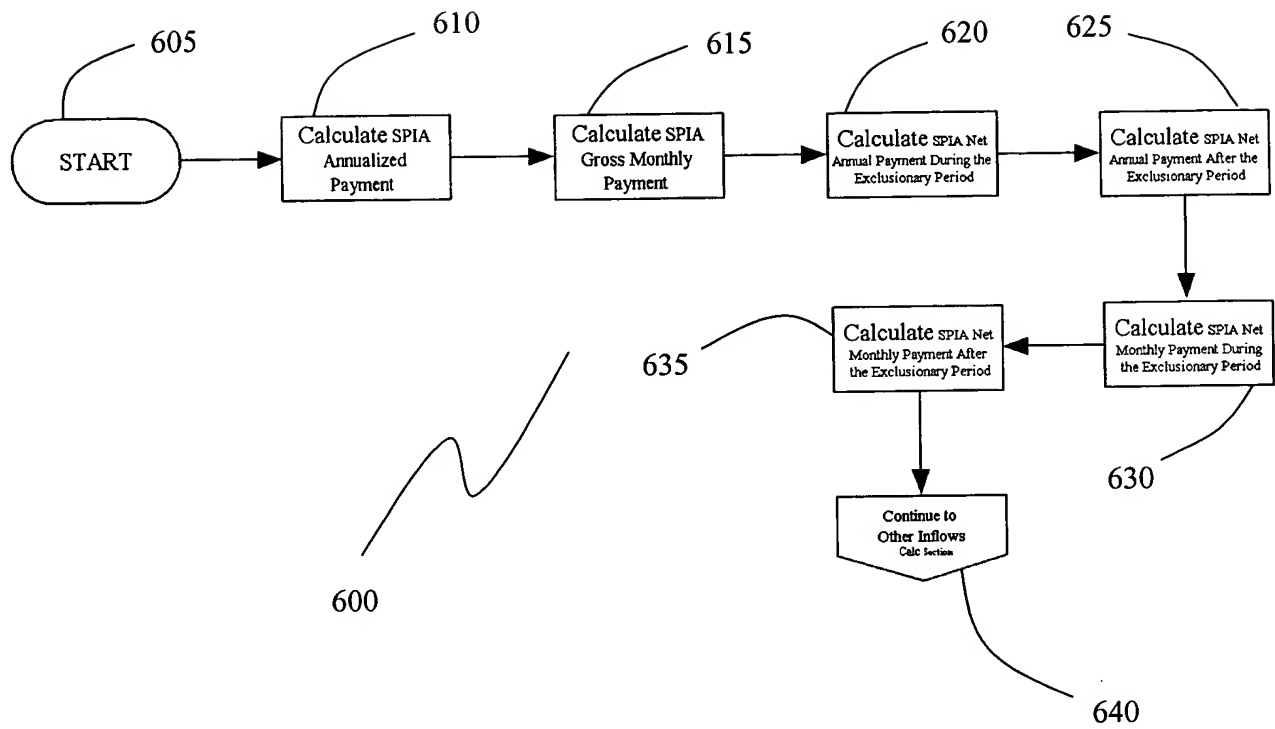 605
610
615
620
625
START
Calculate SPIA
Annualized
Payment
Calculate SPIA
Gross Monthly
Payment
Calculate SPIA Net
Annual Payment During the
Exclusionary Period
Calculate SPIA Net
Annual Payment After the
Exclusionary Period
635
Calculate SPIA Net
Monthly Payment After
the Exclusionary Period
Calculate SPIA Net
Monthly Payment During
the Exclusionary Period
630
Continue to
Other Inflows
Calc Section
600
640